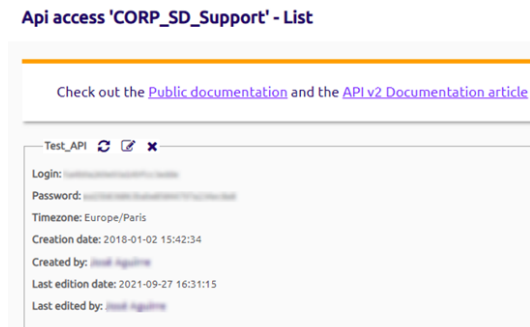 Api access 'CORP_SD_Support' - List
Check out the Public documentation and the API v2 Documentation article
Test_API
Login:
Password:
Timezone: Europe/Paris
Creation date: 2018-01-02 15:42:34
Created by:
Last edition date: 2021-09-27 16:31:15
Last edited by: